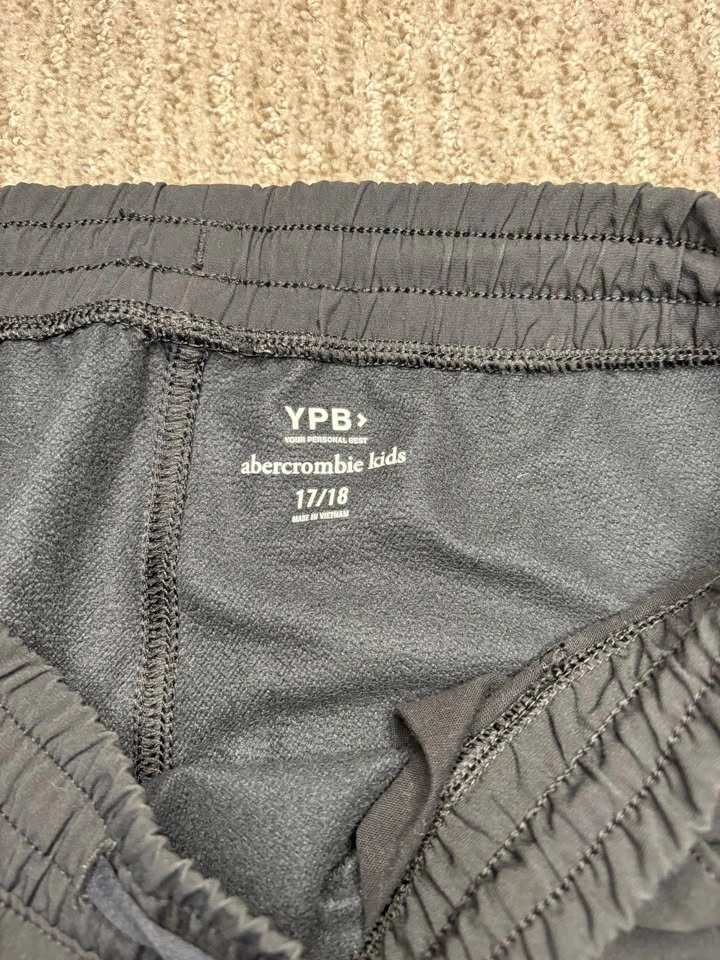 YPB>
YOUR PERSONAL BEST
abercrombie kids
17/18
MADE IN VIETNAM